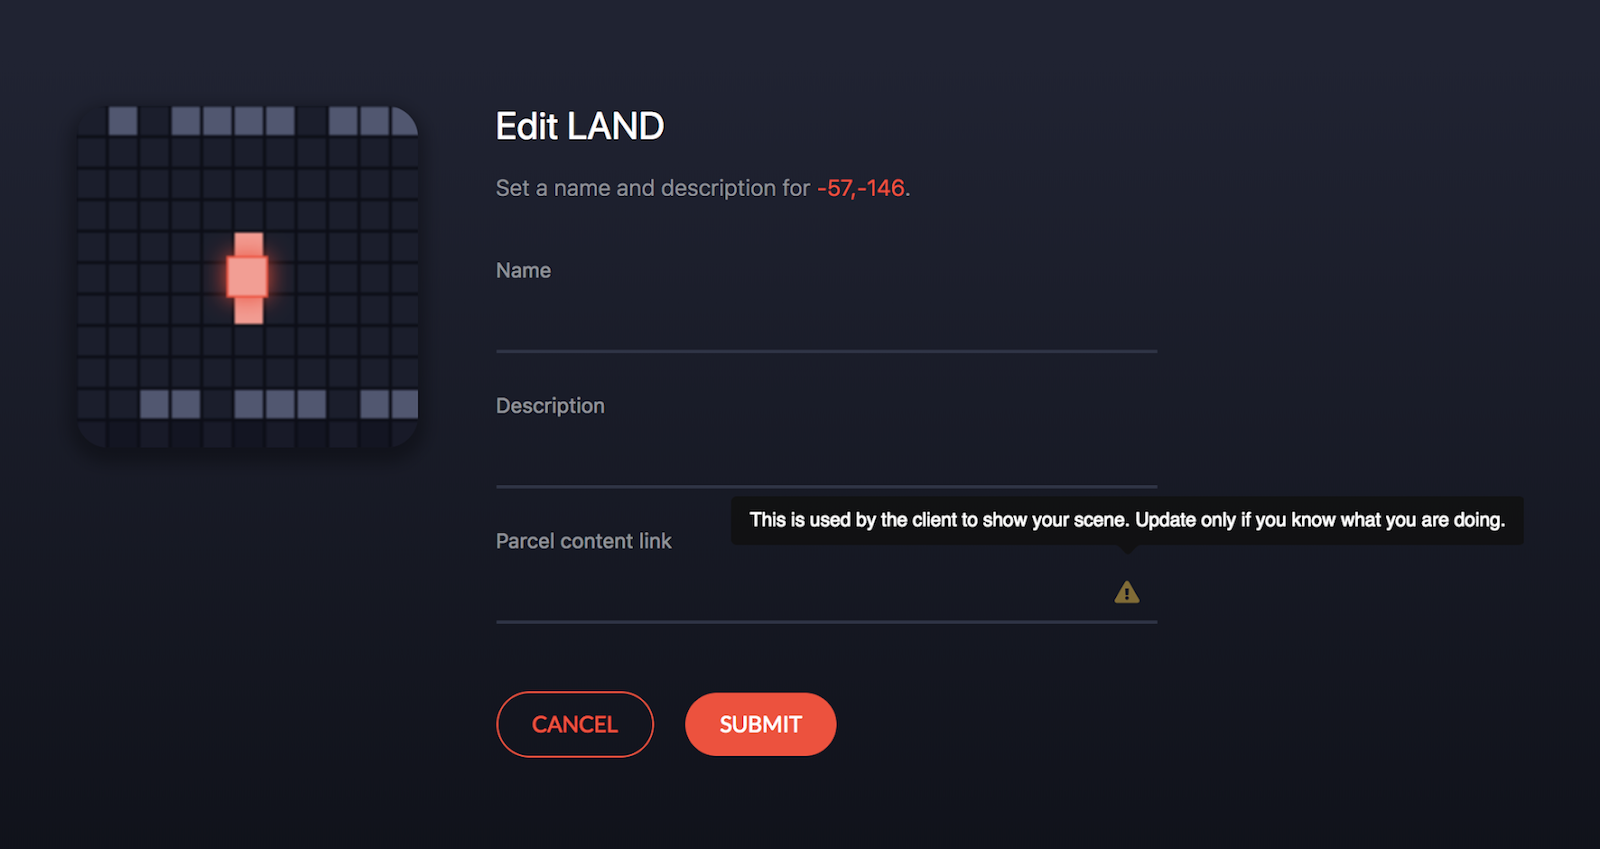 Edit LAND
Set a name and description for -57,-146.
Name
Description
This is used by the client to show your scene. Update only if you know what you are doing.
Parcel content link
CANCEL
SUBMIT